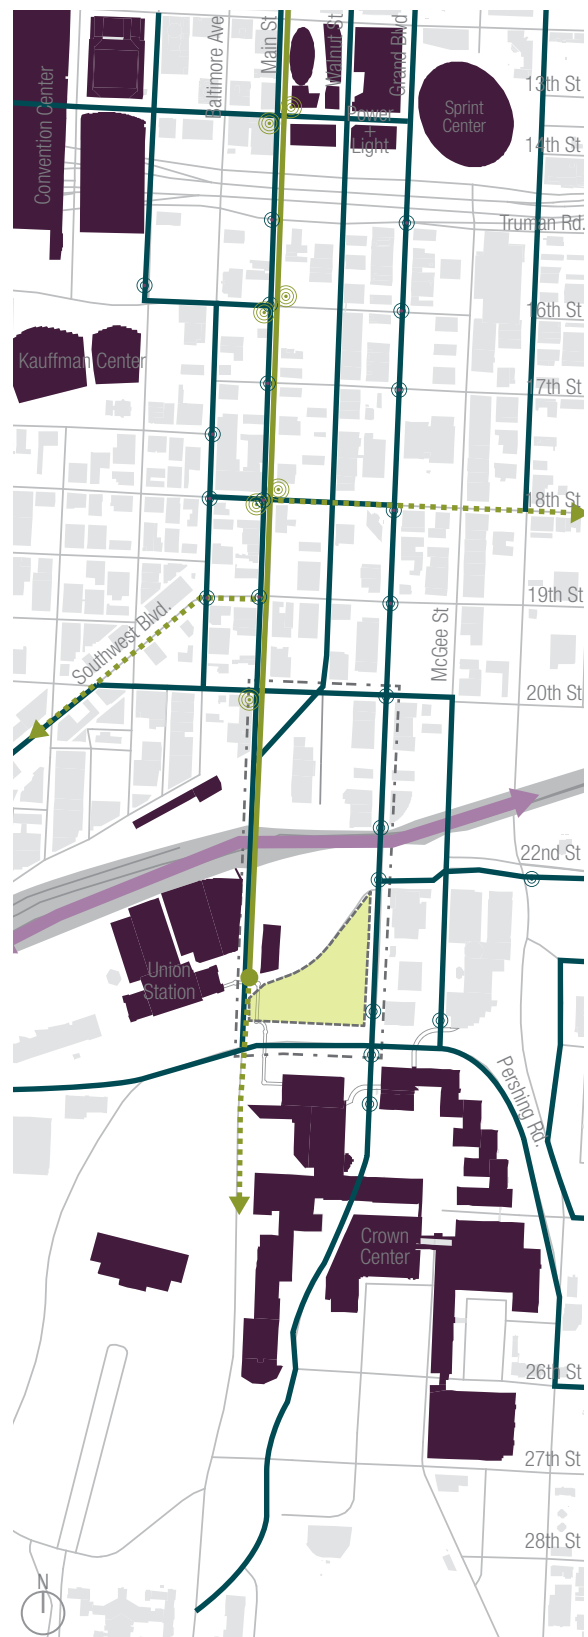 Convention Center
Baltimore Ave
Main St
Walnut St
Grand Blvd
13th St
Sprint
Center
Power
+
Light
14th St
Truman Rd.
16th St
Kauffman Center
17th St
18th St
19th St
Southwest Blvd.
McGee St
20th St
22nd St
Union
Station
Pershing Rd.
Crown
Center
26th St
27th St
28th St
N